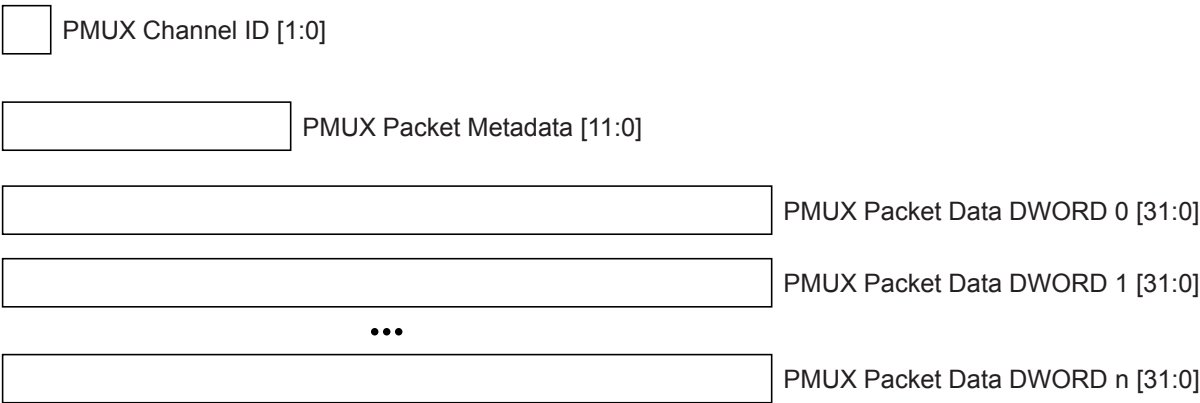 PMUX Channel ID [1:0]
PMUX Packet Metadata [11:0]
PMUX Packet Data DWORD 0 [31:0]
PMUX Packet Data DWORD 1 [31:0]
•••
PMUX Packet Data DWORD n [31:0]